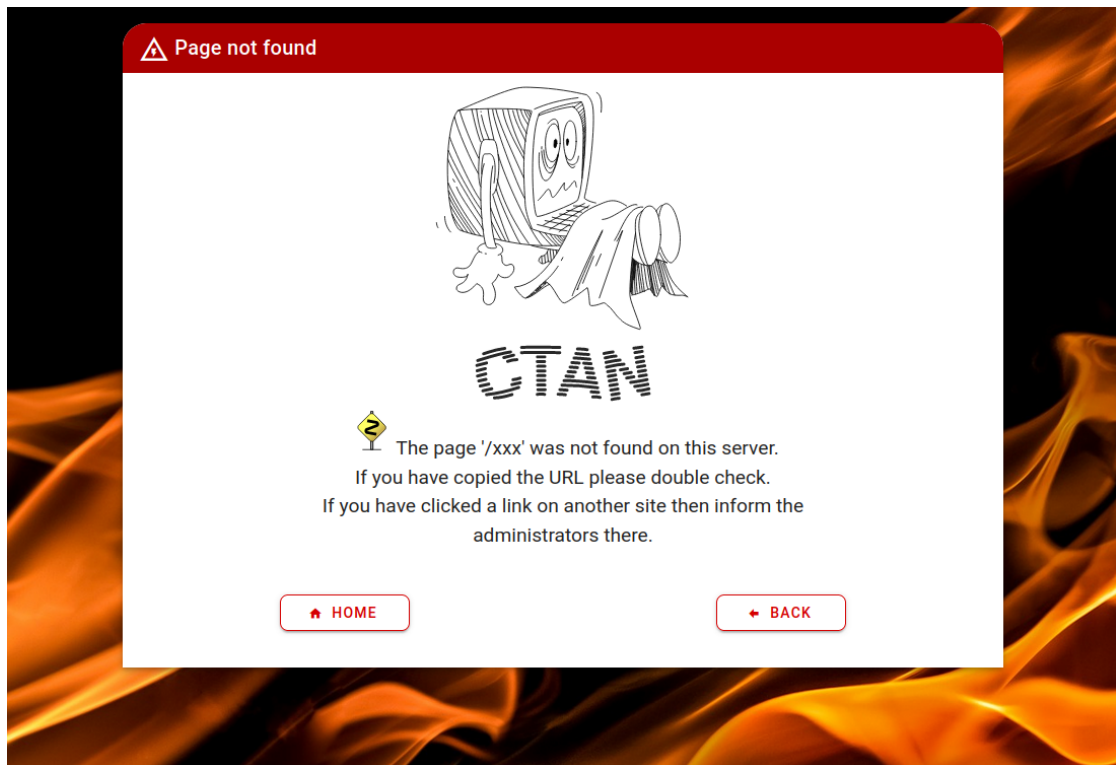 Page not found
CTAN
The page '/xxx' was not found on this server.
If you have copied the URL please double check.
If you have clicked a link on another site then inform the
administrators there.
HOME
BACK